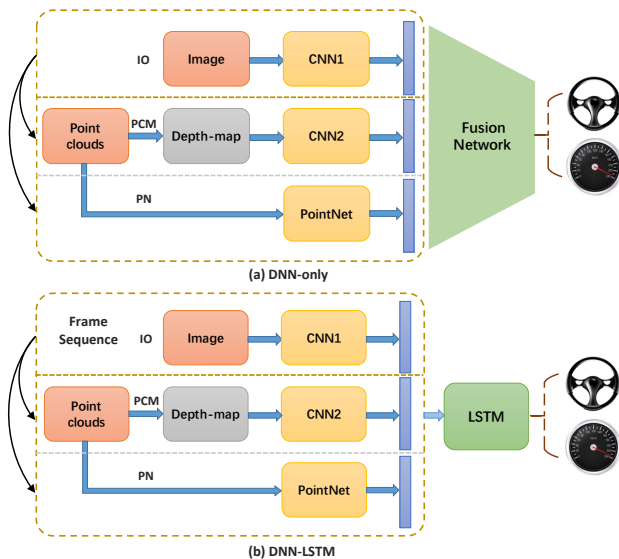 IO
Image
CNN1
Point
clouds
PCM
Depth-map
CNN2
PN
PointNet
Fusion
Network
(a) DNN-only
Frame
Sequence
IO
Image
CNN1
Point
clouds
PCM
Depth-map
CNN2
PN
PointNet
LSTM
(b) DNN-LSTM